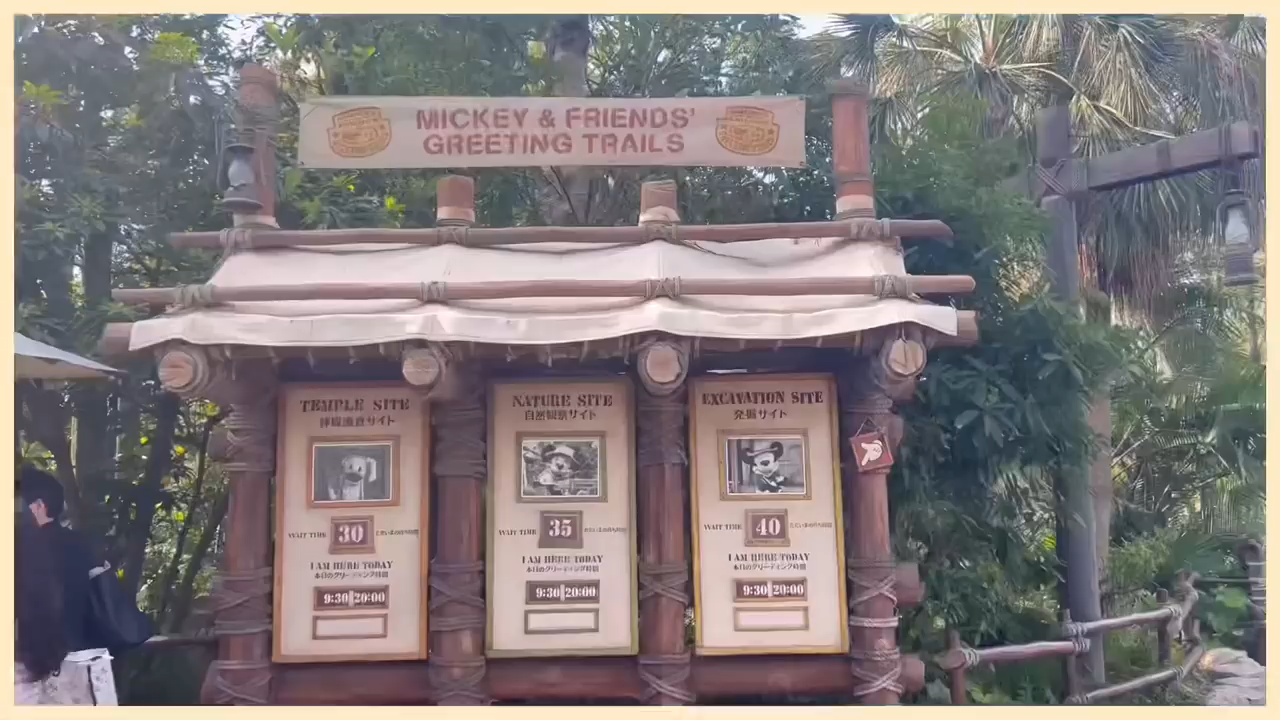 MICKEY & FRIENDS'
GREETING TRAILS
TEMPLE SITE
WAIT TIME 30
I AM HERE TODAY
本日のグリーティング時間
9:30 20:00
NATURE SITE
自然観察サイト
WAIT TIME 35
I AM HERE TODAY
本日のグリーティング時間
9:30 20:00
EXCAVATION SITE
発掘サイト
WAIT TIME 40
I AM HERE TODAY
本日のグリーティング時間
9:30 20:00